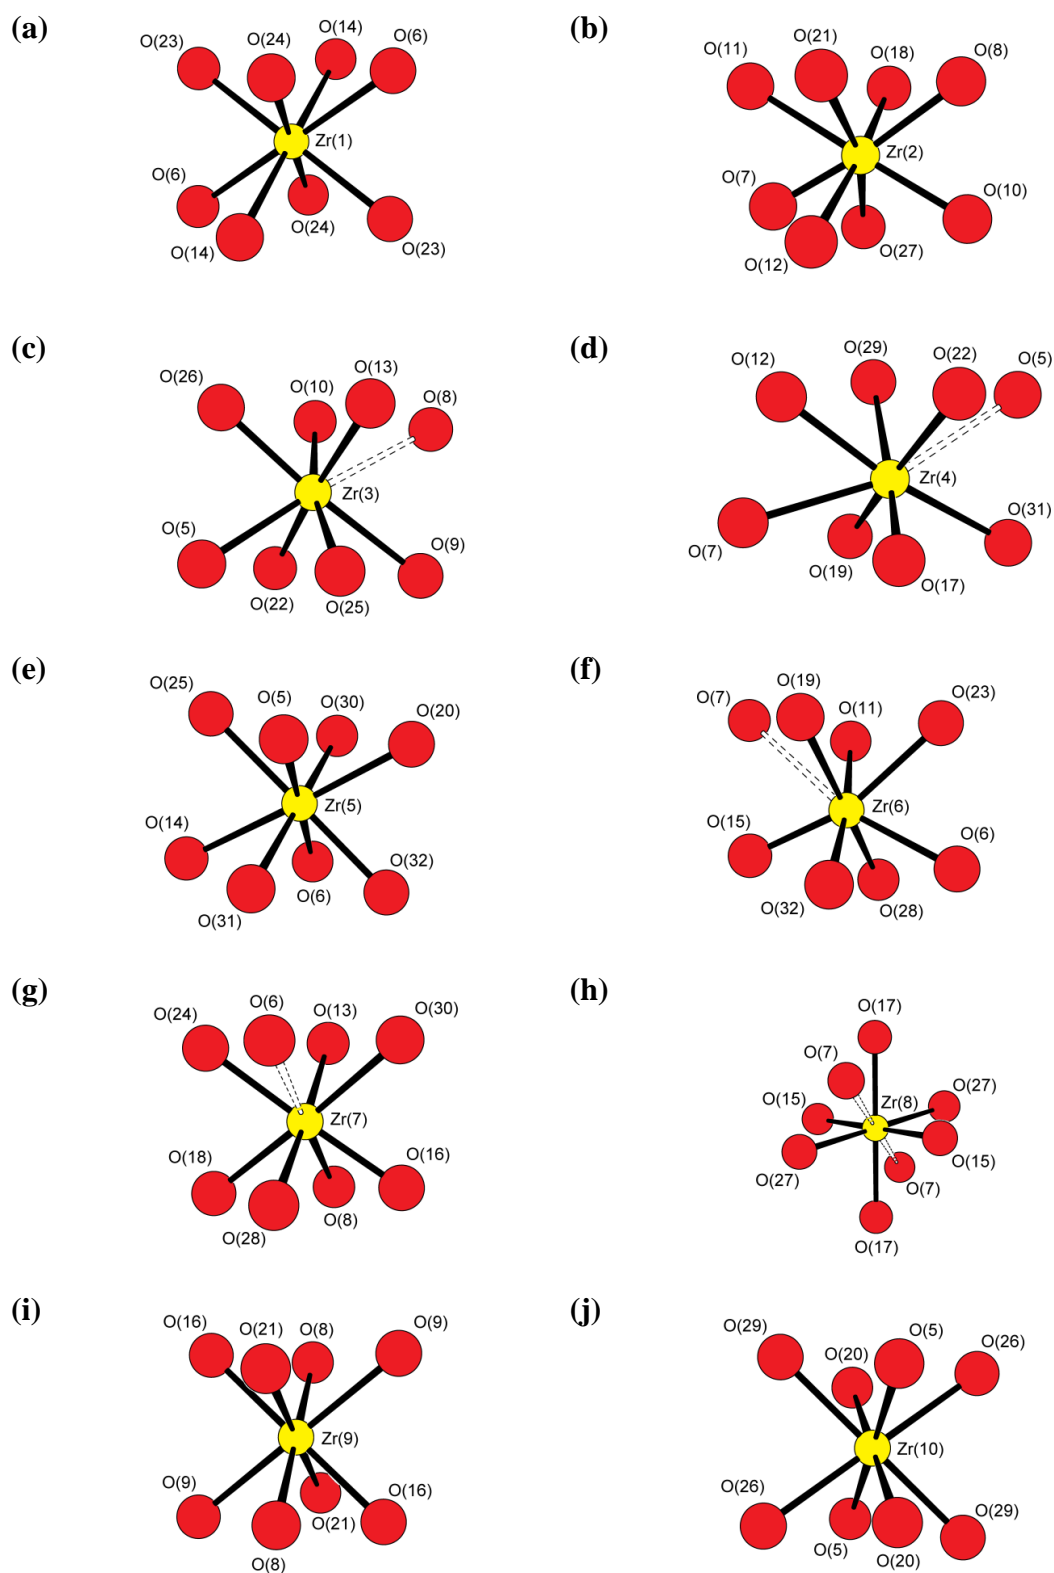 (a)
O(23)
O(24)
O(14)
O(6)
Zr(1)
O(6)
O(14)
O(24)
O(23)
(b)
O(11)
O(21)
O(18)
O(8)
Zr(2)
O(7)
O(12)
O(27)
O(10)
(c)
O(26)
O(10)
O(13)
O(8)
Zr(3)
O(5)
O(22)
O(25)
O(9)
(d)
O(12)
O(29)
O(22)
O(5)
Zr(4)
O(7)
O(19)
O(17)
O(31)
(e)
O(25)
O(5)
O(30)
O(20)
Zr(5)
O(14)
O(31)
O(6)
O(32)
(f)
O(7)
O(19)
O(11)
O(23)
Zr(6)
O(15)
O(32)
O(28)
O(6)
(g)
O(24)
O(6)
O(13)
O(30)
Zr(7)
O(18)
O(28)
O(8)
O(16)
(h)
O(17)
O(7)
Zr(8)
O(27)
O(15)
O(15)
O(27)
O(7)
O(17)
(i)
O(16)
O(21)
O(8)
O(9)
Zr(9)
O(9)
O(8)
O(21)
O(16)
(j)
O(29)
O(20)
O(5)
O(26)
Zr(10)
O(26)
O(5)
O(20)
O(29)